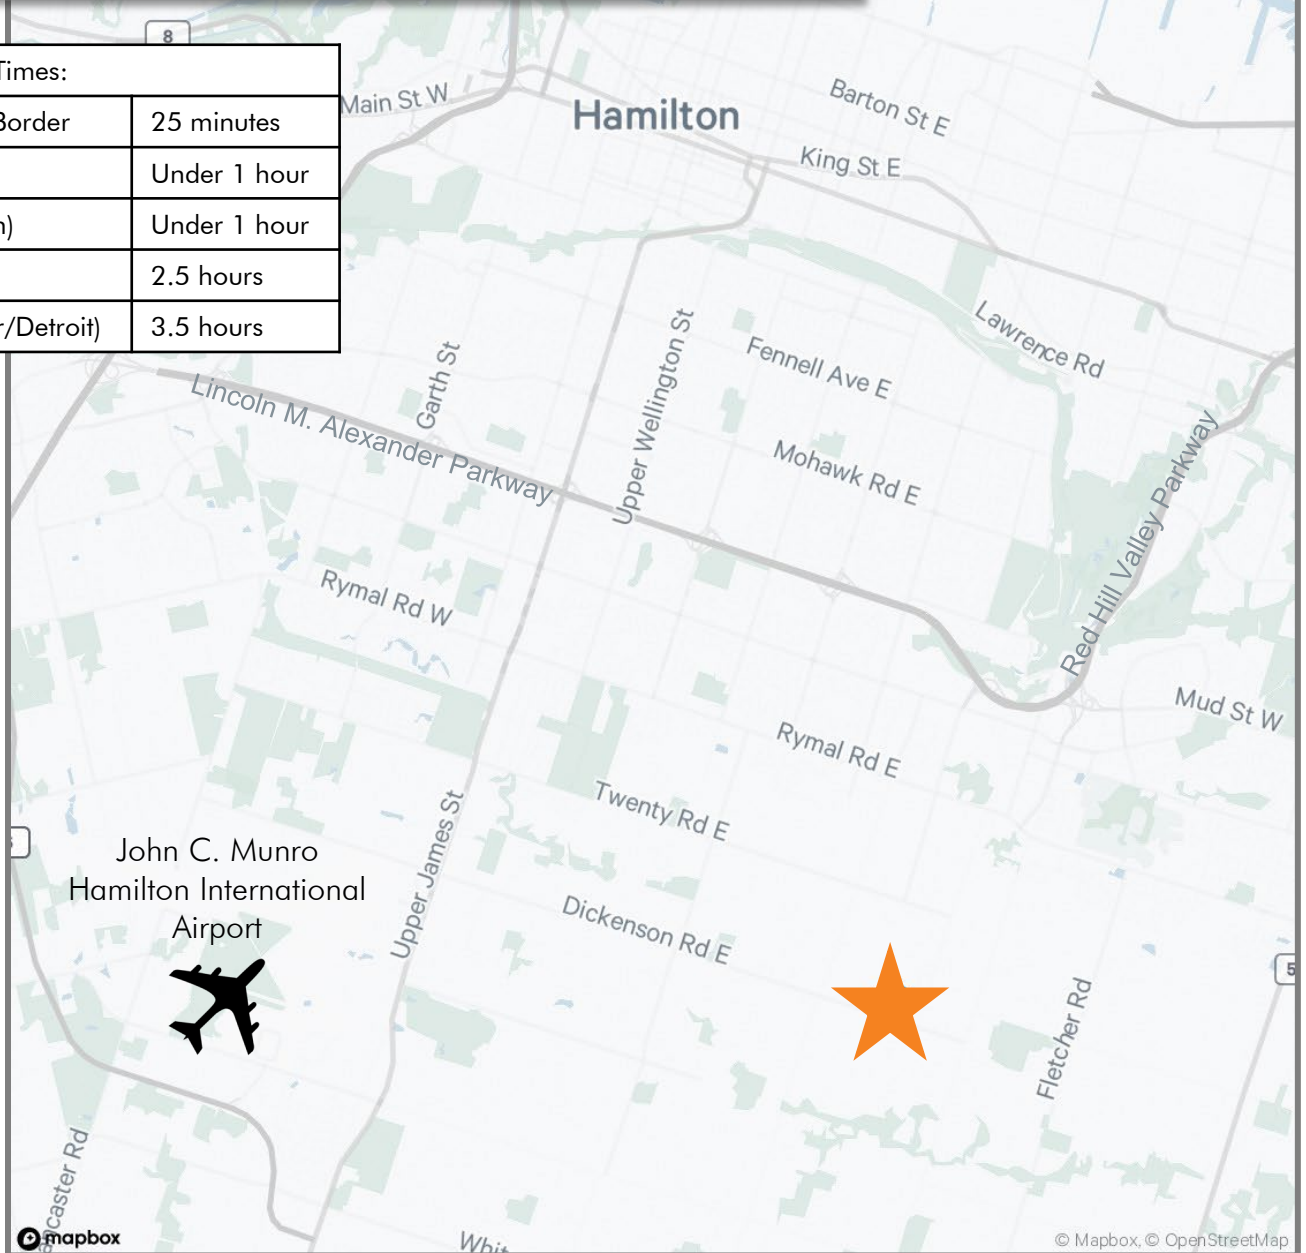 8
Times:
Border
25 minutes
Under 1 hour
Under 1 hour
2.5 hours
r/Detroit)
3.5 hours
Main St W
Hamilton
Barton St E
King St E
Lawrence Rd
Garth St
Upper Wellington St
Fennell Ave E
Lincoln M. Alexander Parkway
Mohawk Rd E
Red Hill Valley Parkway
Rymal Rd W
Mud St W
Rymal Rd E
Twenty Rd E
John C. Munro
Hamilton International
Airport
Upper James St
Dickenson Rd E
5
Fletcher Rd
ncaster Rd
mapbox
© Mapbox, © OpenStreetMap